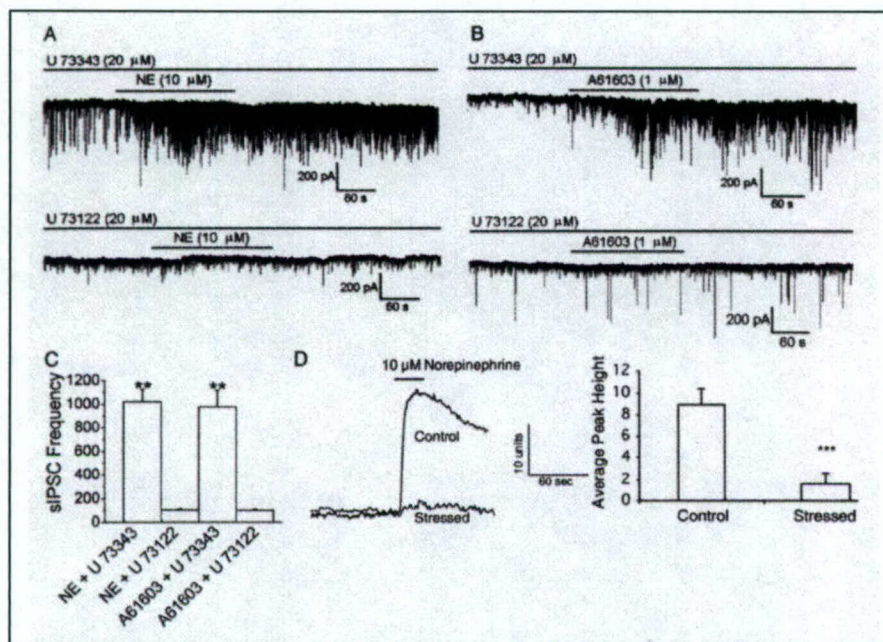 A
U 73343 (20 μM)
NE (10 μM)
200 pA
60 s
U 73122 (20 μM)
NE (10 μM)
200 pA
60 s
B
U 73343 (20 μM)
A61603 (1 μM)
200 pA
60 s
U 73122 (20 μM)
A61603 (1 μM)
200 pA
60 s
C
sIPSC Frequency
1200
1000
800
600
400
200
0
**
**
NE + U 73343
NE + U 73122
A61603 + U 73343
A61603 + U 73122
D
10 μM Norepinephrine
Control
Stressed
10 units
60 sec
Average Peak Height
12
10
8
6
4
2
0
***
Control
Stressed